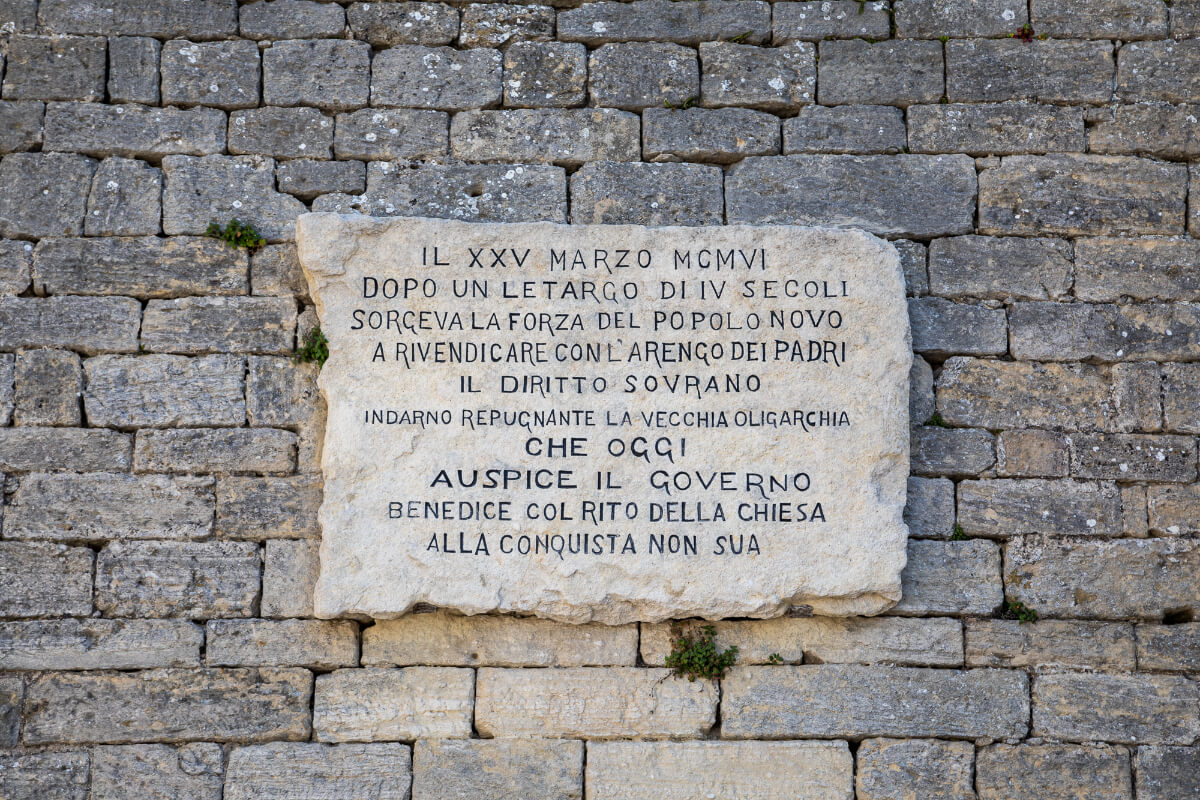 IL XXV MARZO MCMVI
DOPO UN LETARGO DI IV SECOLI
SORGEVA LA FORZA DEL POPOLO NOVO
A RIVENDICARE CON L'ARENGO DEI PADRI
IL DIRITTO SOVRANO
INDARNO REPUGNANTE LA VECCHIA OLIGARCHIA
CHE OGGI
AUSPICE IL GOVERNO
BENEDICE COL RITO DELLA CHIESA
ALLA CONQUISTA NON SUA